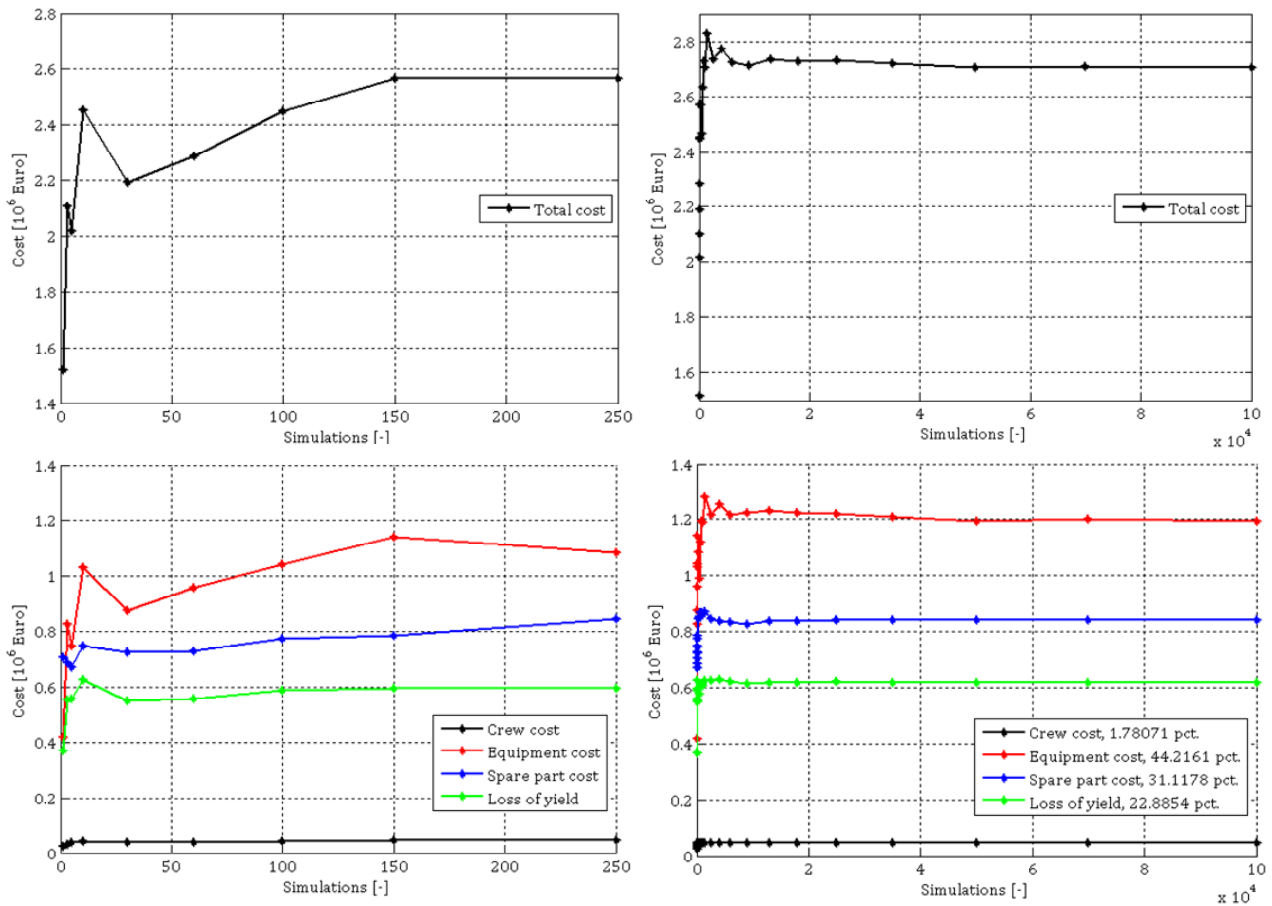 2.8
2.6
2.4
2.2
2
1.8
1.6
1.4
Cost [10^6 Euro]
0 50 100 150 200 250
Simulations [-]
Total cost
2.8
2.6
2.4
2.2
2
1.8
1.6
Cost [10^6 Euro]
0 2 4 6 8 10
Simulations [-]
x 10^4
Total cost
1.4
1.2
1
0.8
0.6
0.4
0.2
0
Cost [10^6 Euro]
0 50 100 150 200 250
Simulations [-]
Crew cost
Equipment cost
Spare part cost
Loss of yield
1.4
1.2
1
0.8
0.6
0.4
0.2
0
Cost [10^6 Euro]
0 2 4 6 8 10
Simulations [-]
x 10^4
Crew cost, 1.78071 pct.
Equipment cost, 44.2161 pct.
Spare part cost, 31.1178 pct.
Loss of yield, 22.8854 pct.